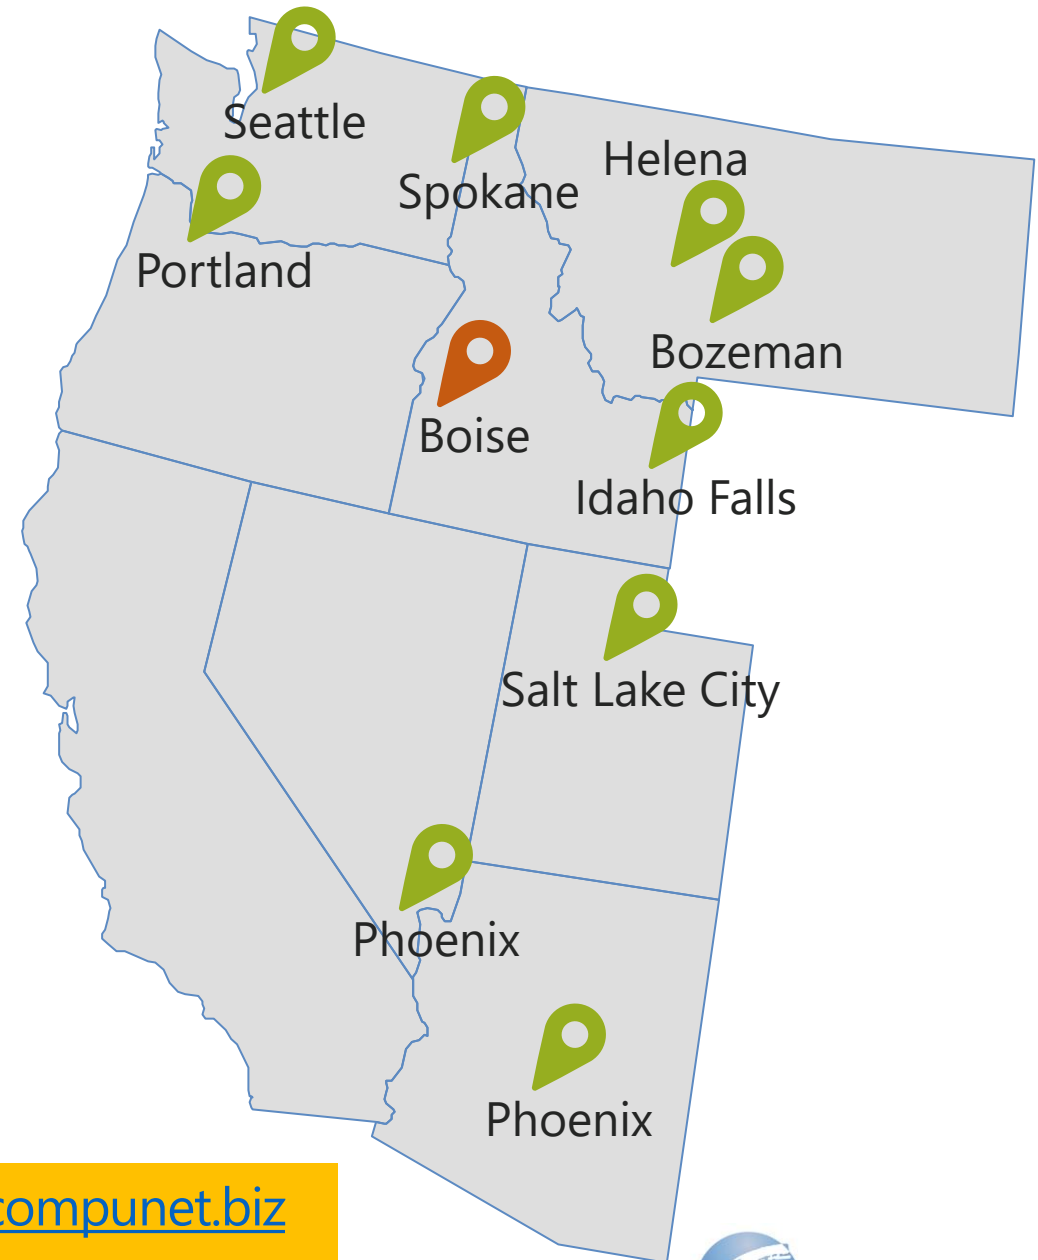 Seattle
Helena
Spokane
Portland
Bozeman
Boise
Idaho Falls
Salt Lake City
Phoenix
Phoenix
compunet.biz